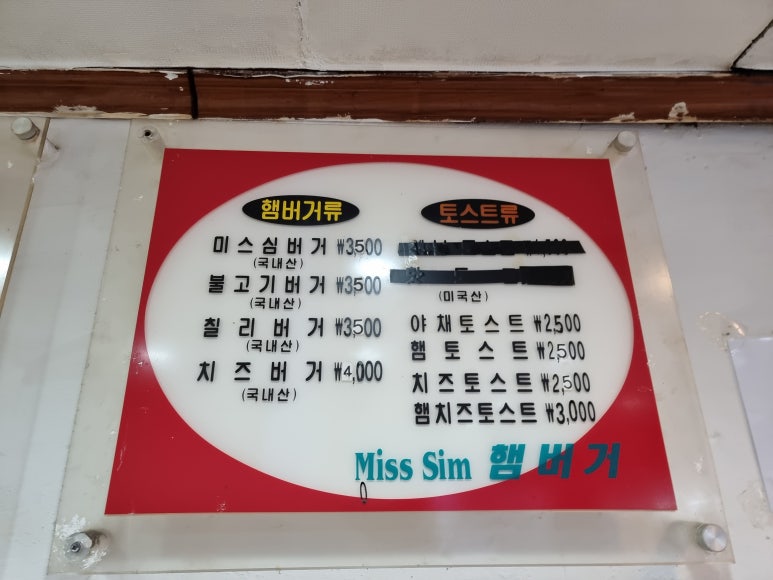 햄버거류
미스심버거 ₩3,500
(국내산)
불고기버거 ₩3,500
(국내산)
칠리버거 ₩3,500
(국내산)
치즈버거 ₩4,000
(국내산)
토스트류
(미국산)
야채토스트 ₩2,500
햄토스트 ₩2,500
치즈토스트 ₩2,500
햄치즈토스트 ₩3,000
Miss Sim 햄버거